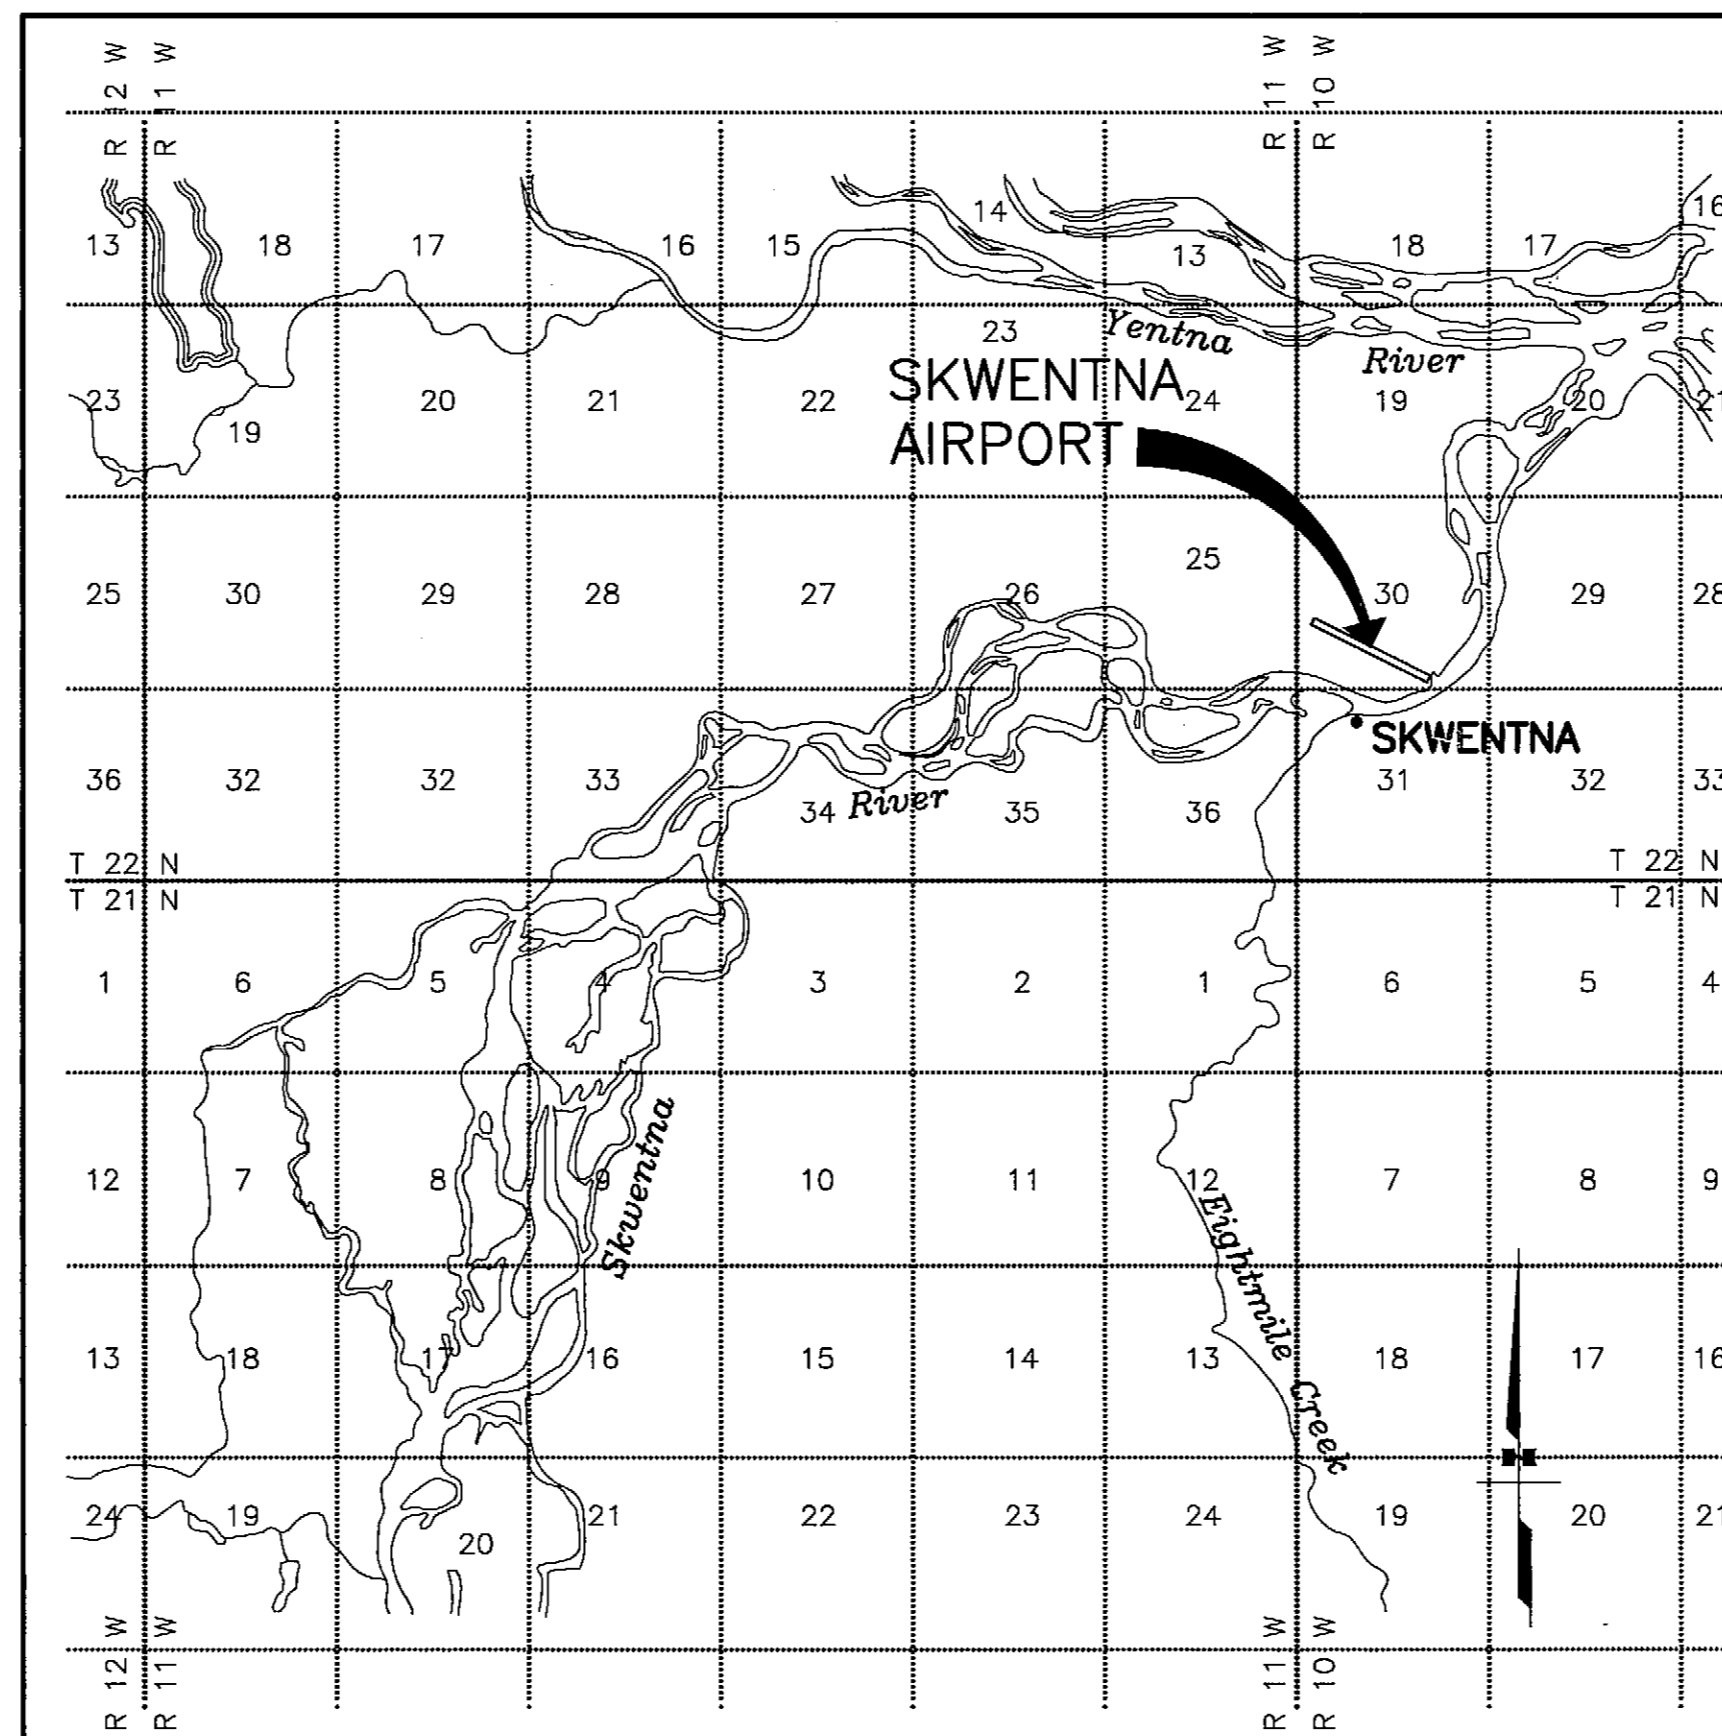 R 12 W
R 11 W
R 11 W
R 10 W
13 18 17 16 15 14 13 18 17 16
Yentna River
23 19 20 21 22 23 24 19 20 21
SKWENTNA
AIRPORT
25 30 29 28 27 26 25 30 29 28
SKWENTNA
36 32 32 33 34 River 35 36 31 32 33
T 22 N
T 22 N
T 21 N
T 21 N
1 6 5 4 3 2 1 6 5 4
12 7 8 9 10 11 12 7 8 9
Skwentna
Eightmile Creek
13 18 17 16 15 14 13 18 17 16
24 19 20 21 22 23 24 19 20 21
R 12 W
R 11 W
R 11 W
R 10 W